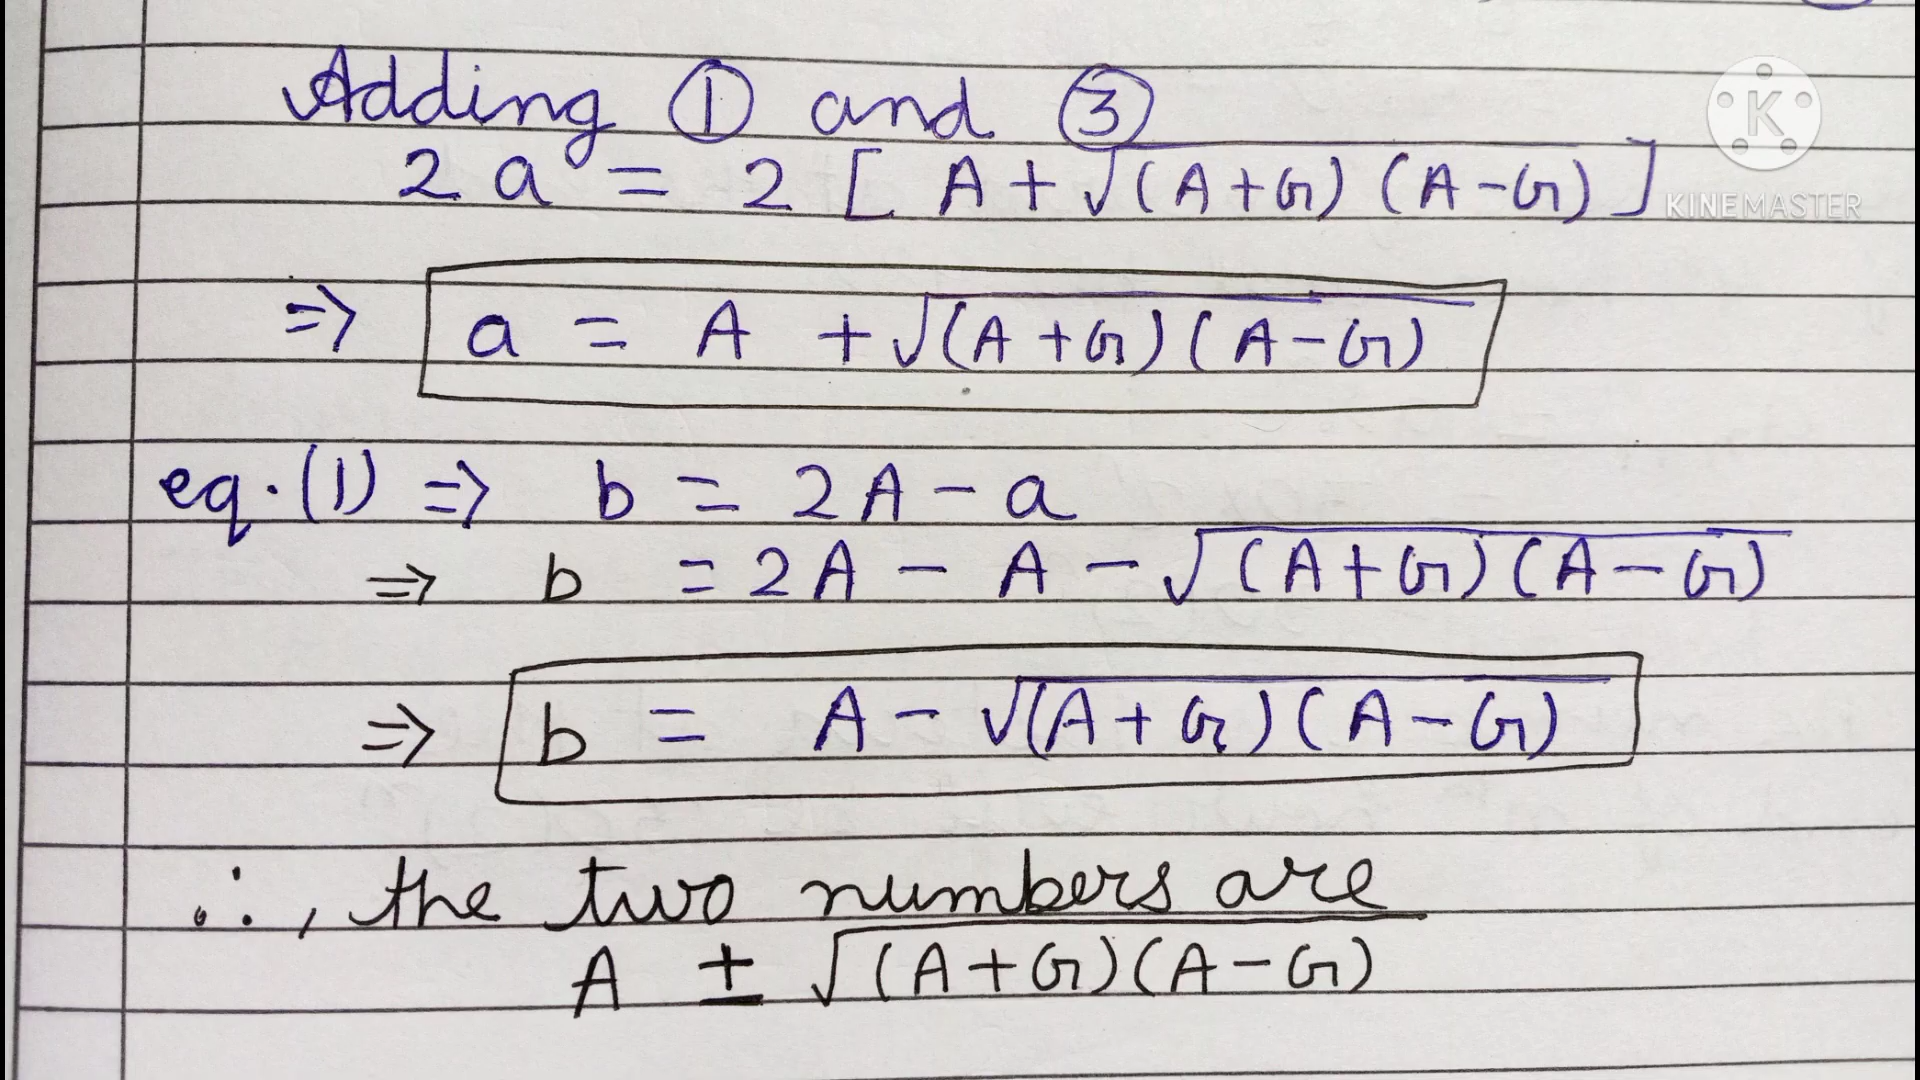 Adding ① and ③
2a = 2 [ A + √(A+G) (A-G) ]
K
KINEMASTER
⇒ a = A + √(A+G) (A-G)
eq. (1) ⇒ b = 2A - a
⇒ b = 2A - A - √(A+G) (A-G)
⇒ b = A - √(A+G) (A-G)
∴, the two numbers are
A ± √(A+G)(A-G)